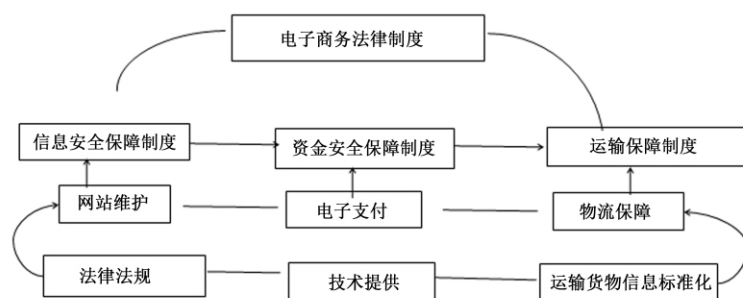 电子商务法律制度
信息安全保障制度
资金安全保障制度
运输保障制度
网站维护
电子支付
物流保障
法律法规
技术提供
运输货物信息标准化